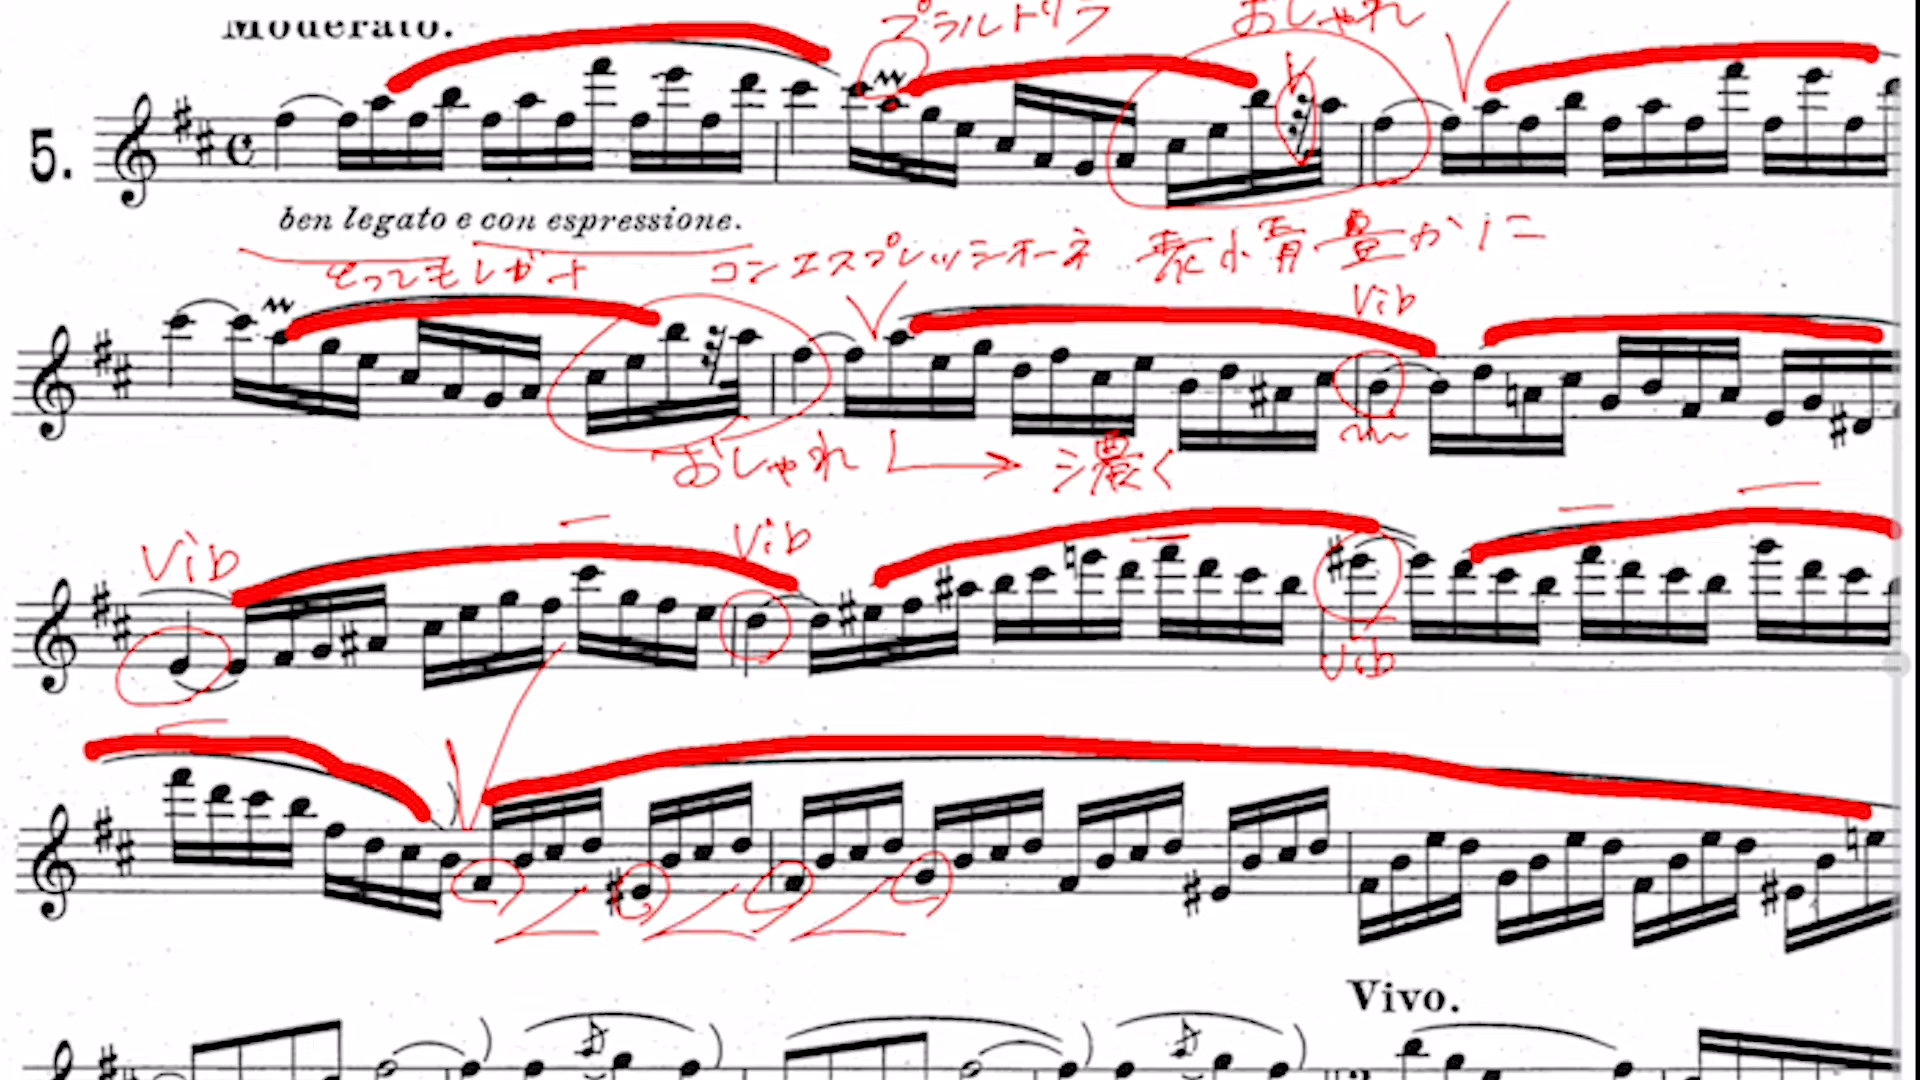 Moderato.
プラルトリラ
おしゃれ
5.
ben legato e con espressione.
とってもレガート
コンエスプレッシオーネ 表情豊かに
Vib
おしゃれ
濃く
Vib
Vib
Vib
Vivo.